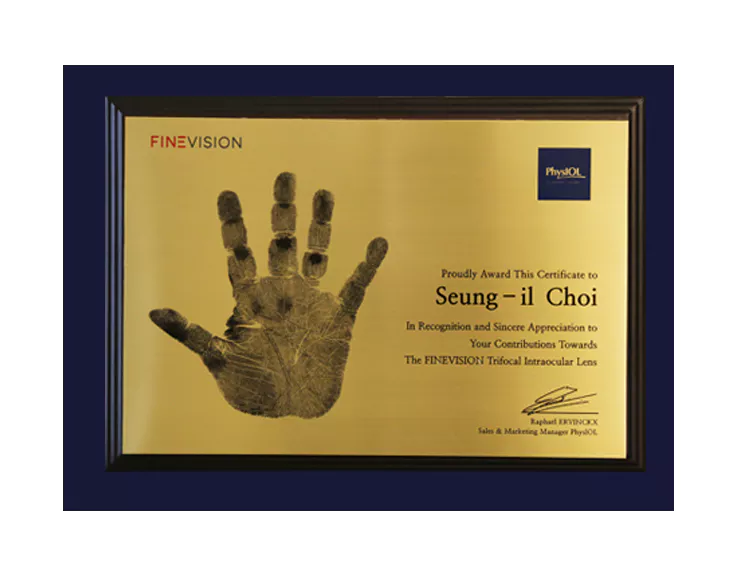 FINEVISION
PhysIOL
Proudly Award This Certificate to
Seung-il Choi
In Recognition and Sincere Appreciation to
Your Contributions Towards
The FINEVISION Trifocal Intraocular Lens
Raphaël ERVINCKX
Sales & Marketing Manager PhysIOL